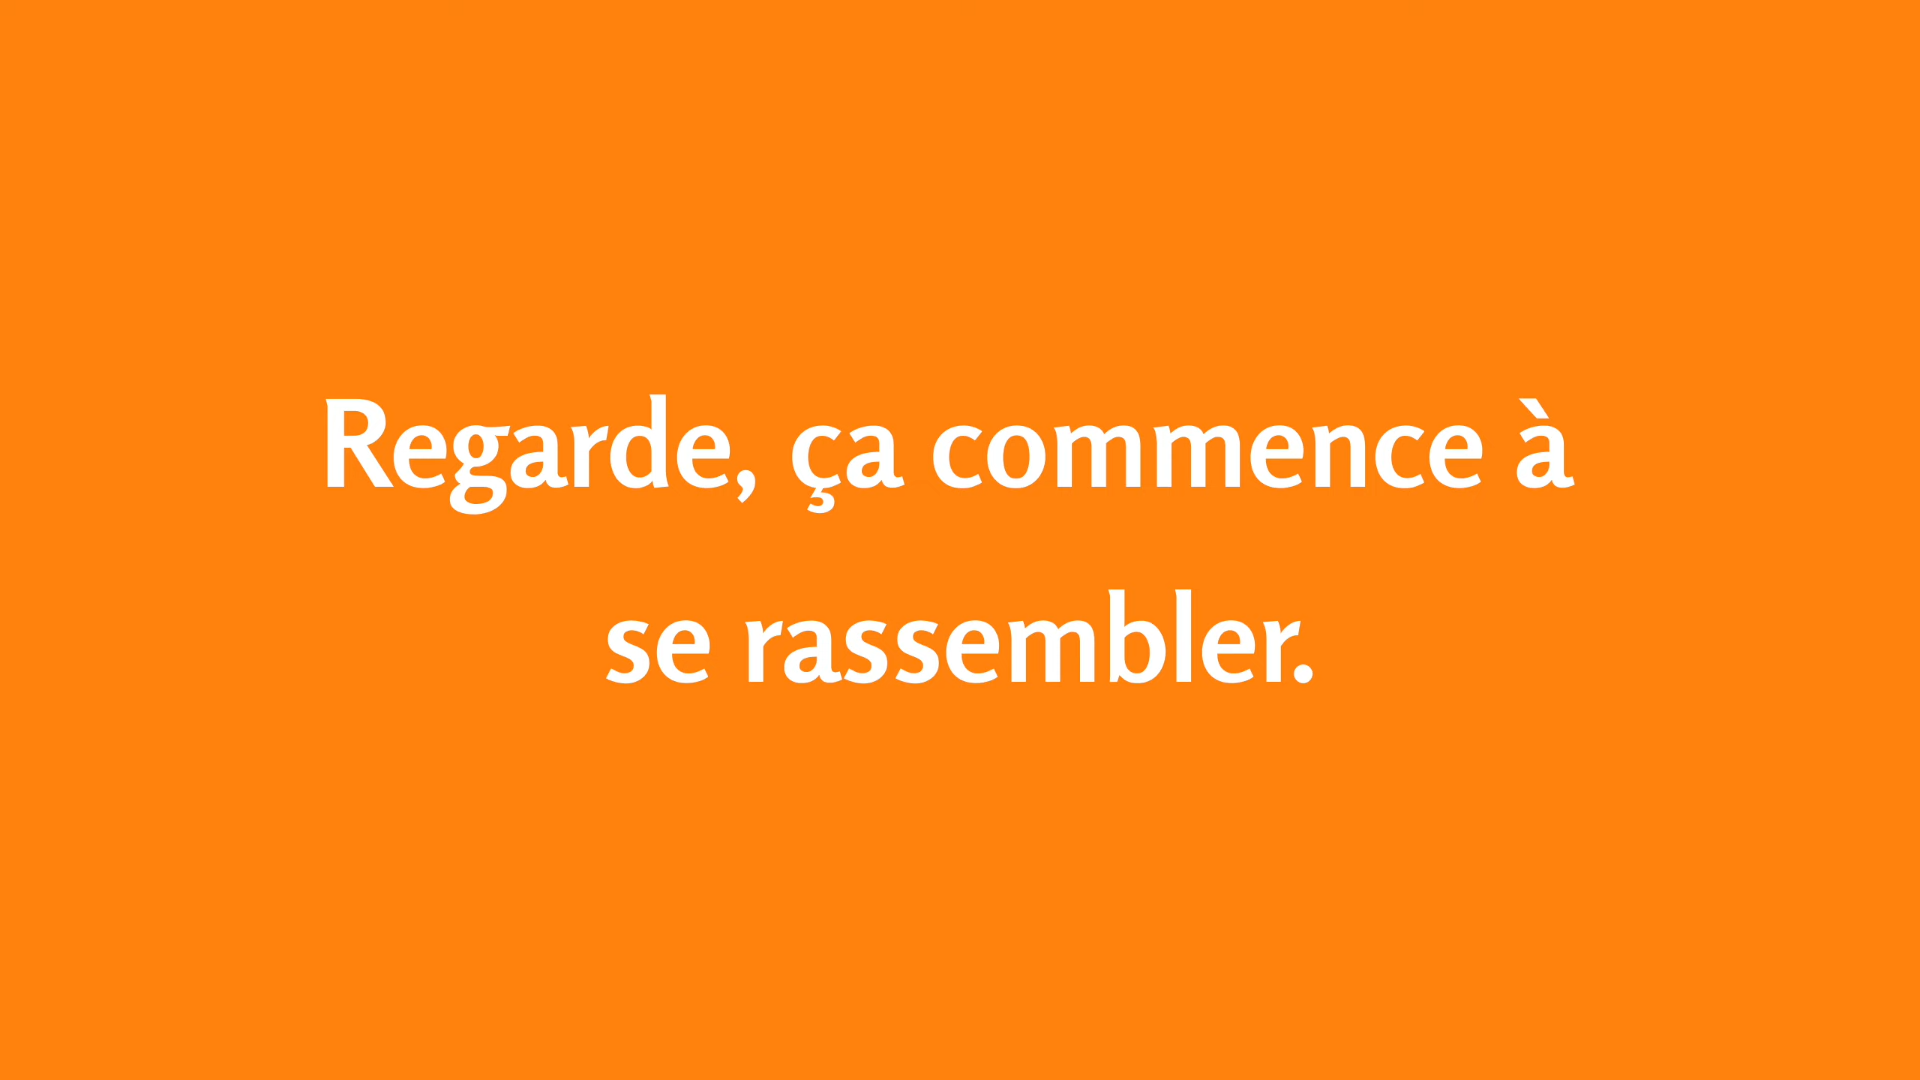 Regarde, ça commence à
se rassembler.